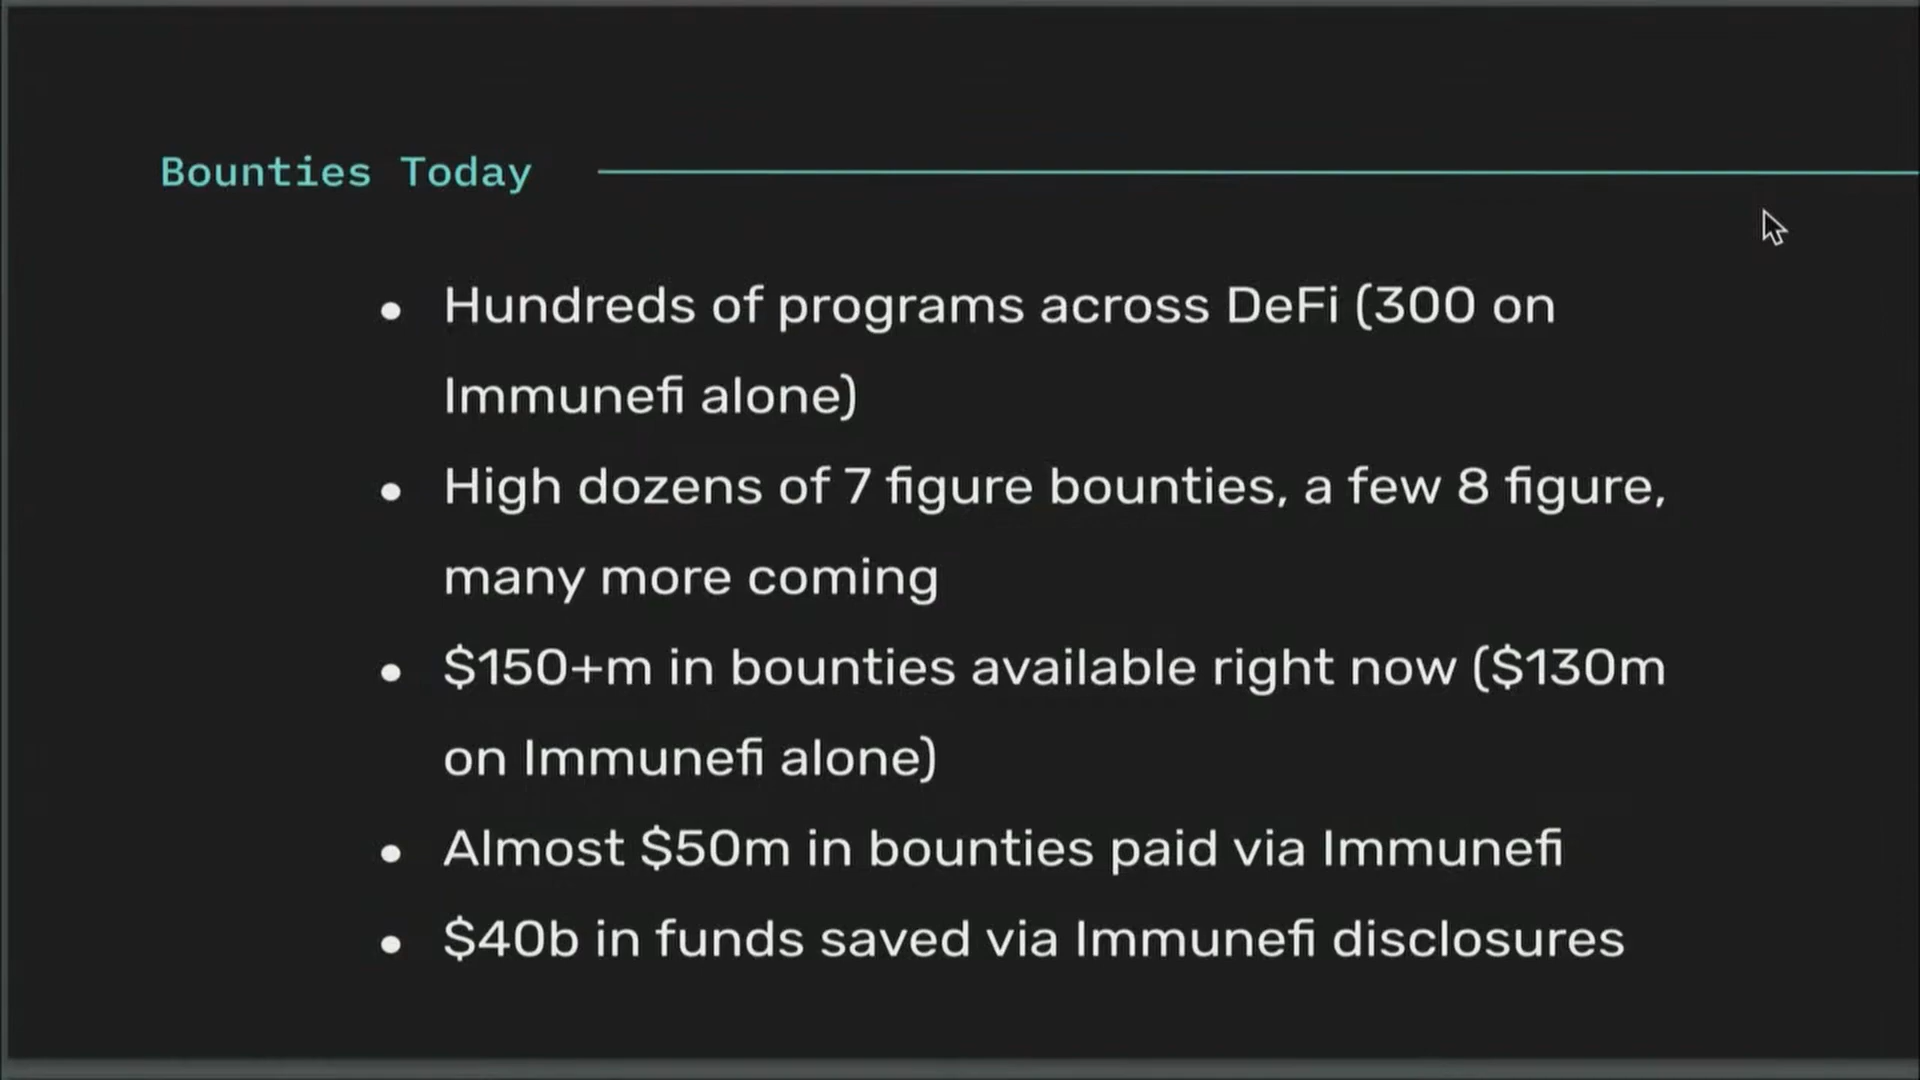 Bounties Today
• Hundreds of programs across DeFi (300 on
Immunefi alone)
• High dozens of 7 figure bounties, a few 8 figure,
many more coming
• $150+m in bounties available right now ($130m
on Immunefi alone)
• Almost $50m in bounties paid via Immunefi
• $40b in funds saved via Immunefi disclosures